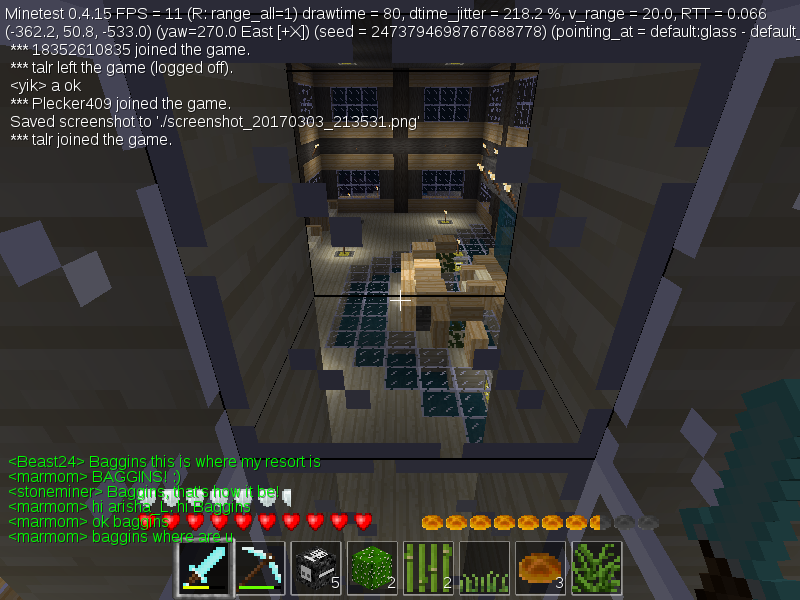 Minetest 0.4.15 FPS = 11 (R: range_all=1) drawtime = 80, dtime_jitter = 218.2 %, v_range = 20.0, RTT = 0.066
(-362.2, 50.8, -533.0) (yaw=270.0 East [+X]) (seed = 2473794698767688778) (pointing_at = default:glass - default_
*** 18352610835 joined the game.
*** talr left the game (logged off).
<yik> a ok
*** Plecker409 joined the game.
Saved screenshot to './screenshot_20170303_213531.png'
*** talr joined the game.
<Beast24> Baggins this is where my resort is
<marmom> BAGGINS! :)
<stoneminer> Baggins, that's how it be!
<marmom> hi arisha_L, hi Baggins
<marmom> ok baggins
<marmom> baggins where are u
5
2
2
3